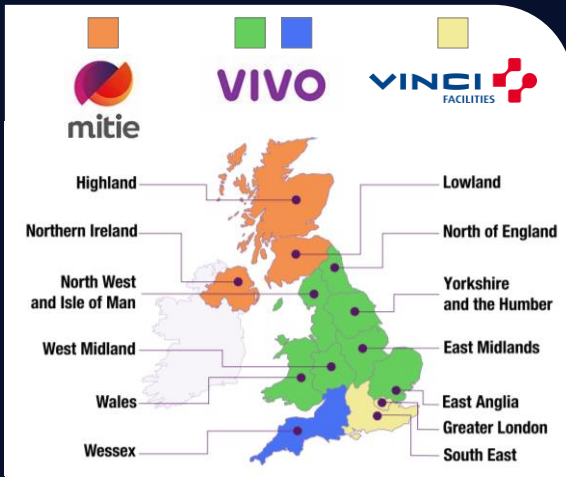 mitie
VIVO
VINCI
FACILITIES
Highland
Lowland
Northern Ireland
North of England
North West
and Isle of Man
Yorkshire
and the Humber
West Midland
East Midlands
Wales
East Anglia
Greater London
Wessex
South East